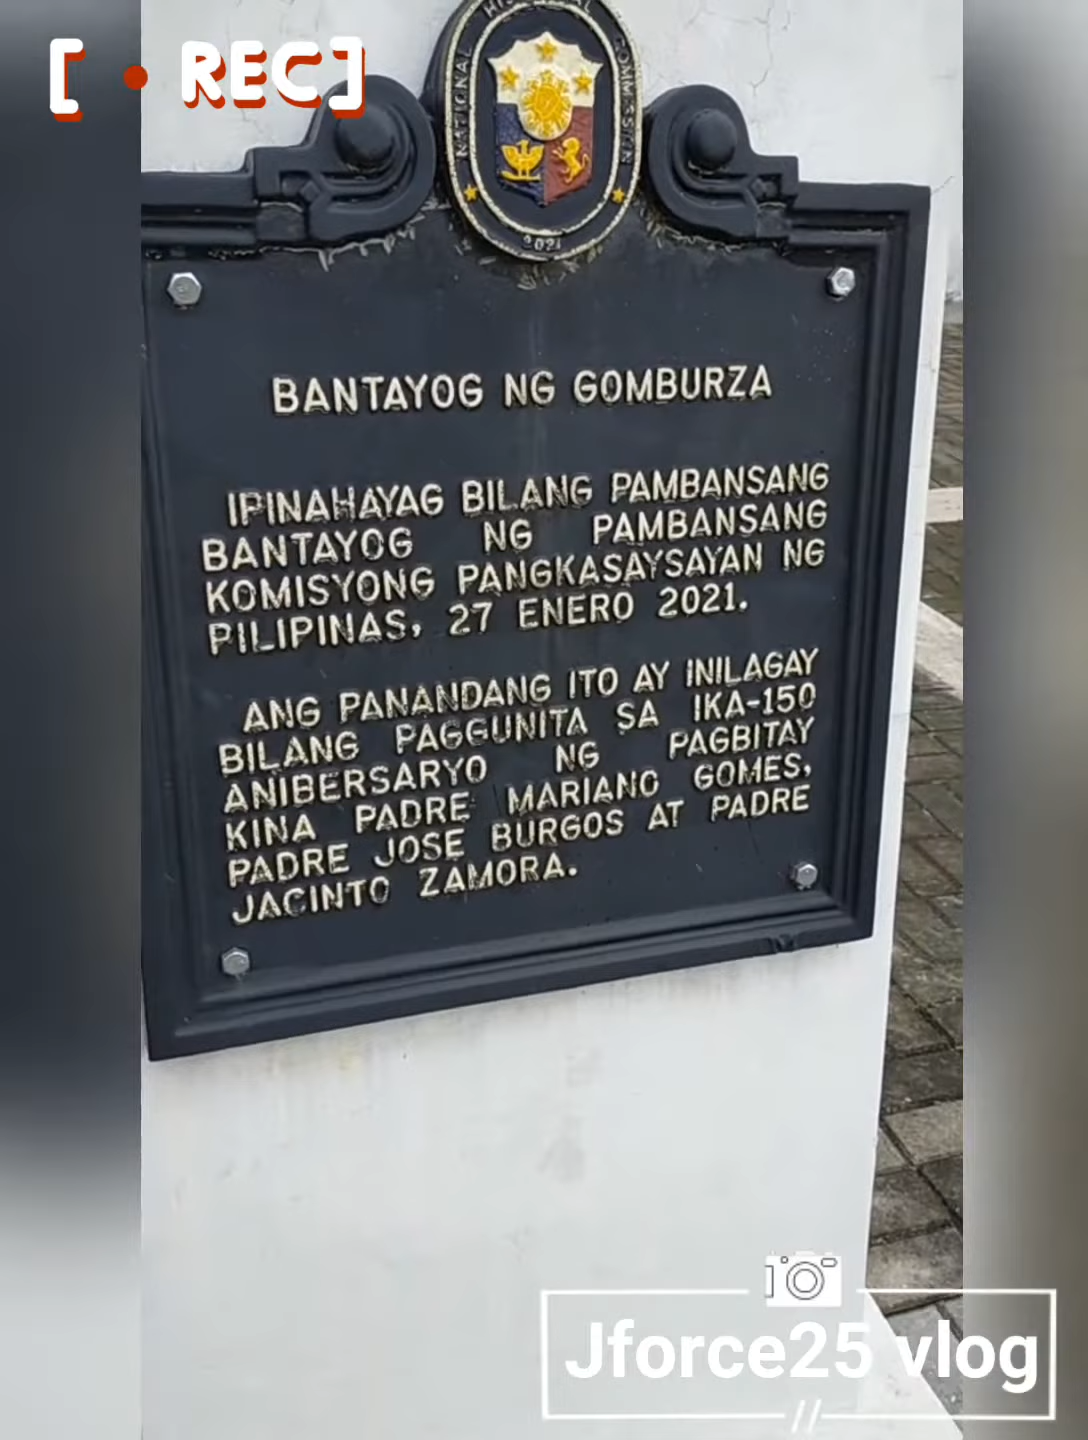 [ • REC]
NATIONAL HISTORICAL COMMISSION
2021
BANTAYOG NG GOMBURZA
IPINAHAYAG BILANG PAMBANSANG
BANTAYOG NG PAMBANSANG
KOMISYONG PANGKASAYSAYAN NG
PILIPINAS, 27 ENERO 2021.
ANG PANANDANG ITO AY INILAGAY
BILANG PAGGUNITA SA IKA-150
ANIBERSARYO NG PAGBITAY
KINA PADRE MARIANO GOMES,
PADRE JOSE BURGOS AT PADRE
JACINTO ZAMORA.
Jforce25 vlog
//